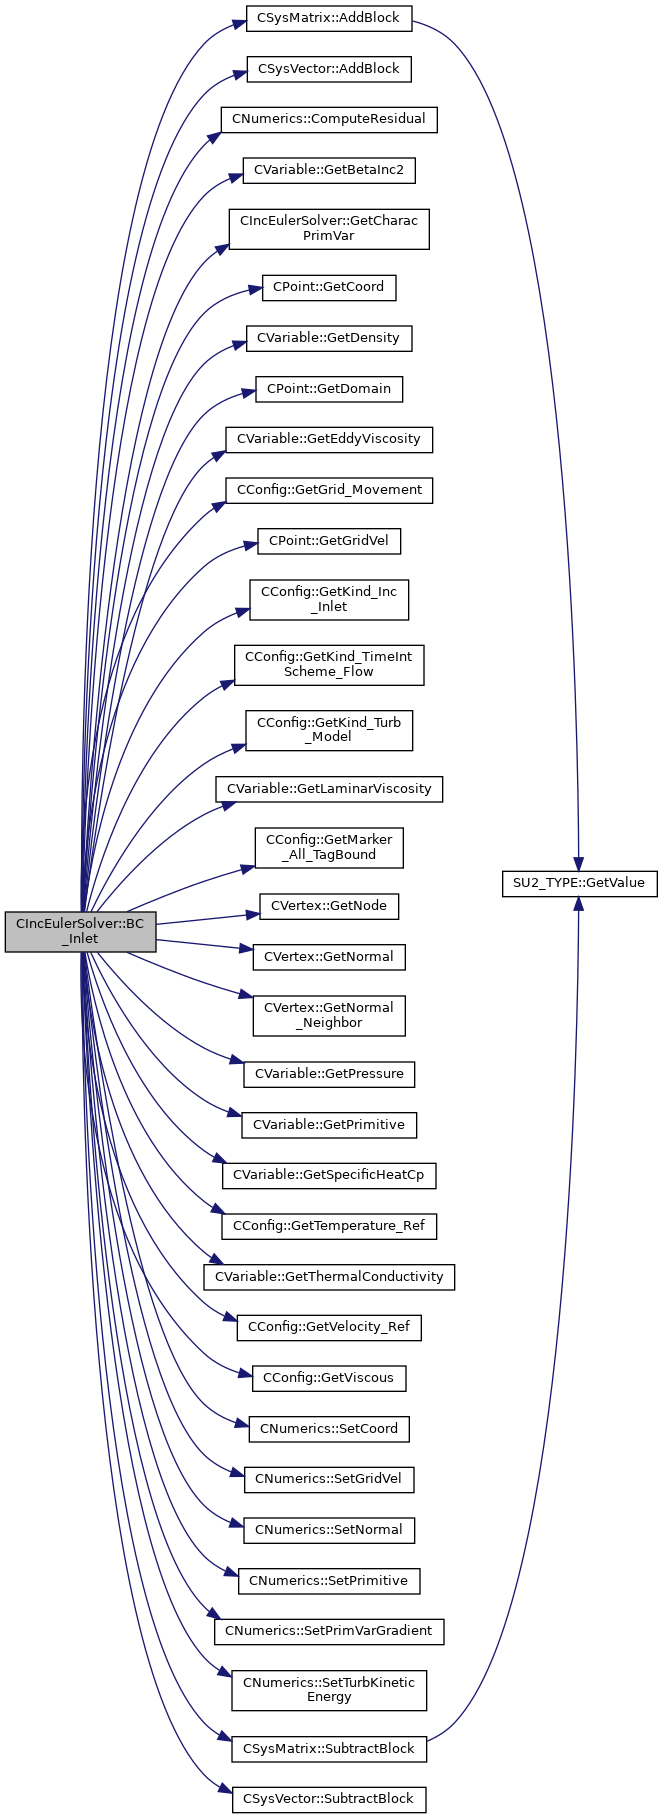 CSysMatrix::AddBlock
CSysVector::AddBlock
CNumerics::ComputeResidual
CVariable::GetBetaInc2
CIncEulerSolver::GetCharac
PrimVar
CPoint::GetCoord
CVariable::GetDensity
CPoint::GetDomain
CVariable::GetEddyViscosity
CConfig::GetGrid_Movement
CPoint::GetGridVel
CConfig::GetKind_Inc
_Inlet
CConfig::GetKind_TimeInt
Scheme_Flow
CConfig::GetKind_Turb
_Model
CVariable::GetLaminarViscosity
CConfig::GetMarker
_All_TagBound
SU2_TYPE::GetValue
CVertex::GetNode
CIncEulerSolver::BC
_Inlet
CVertex::GetNormal
CVertex::GetNormal
_Neighbor
CVariable::GetPressure
CVariable::GetPrimitive
CVariable::GetSpecificHeatCp
CConfig::GetTemperature_Ref
CVariable::GetThermalConductivity
CConfig::GetVelocity_Ref
CConfig::GetViscous
CNumerics::SetCoord
CNumerics::SetGridVel
CNumerics::SetNormal
CNumerics::SetPrimitive
CNumerics::SetPrimVarGradient
CNumerics::SetTurbKinetic
Energy
CSysMatrix::SubtractBlock
CSysVector::SubtractBlock